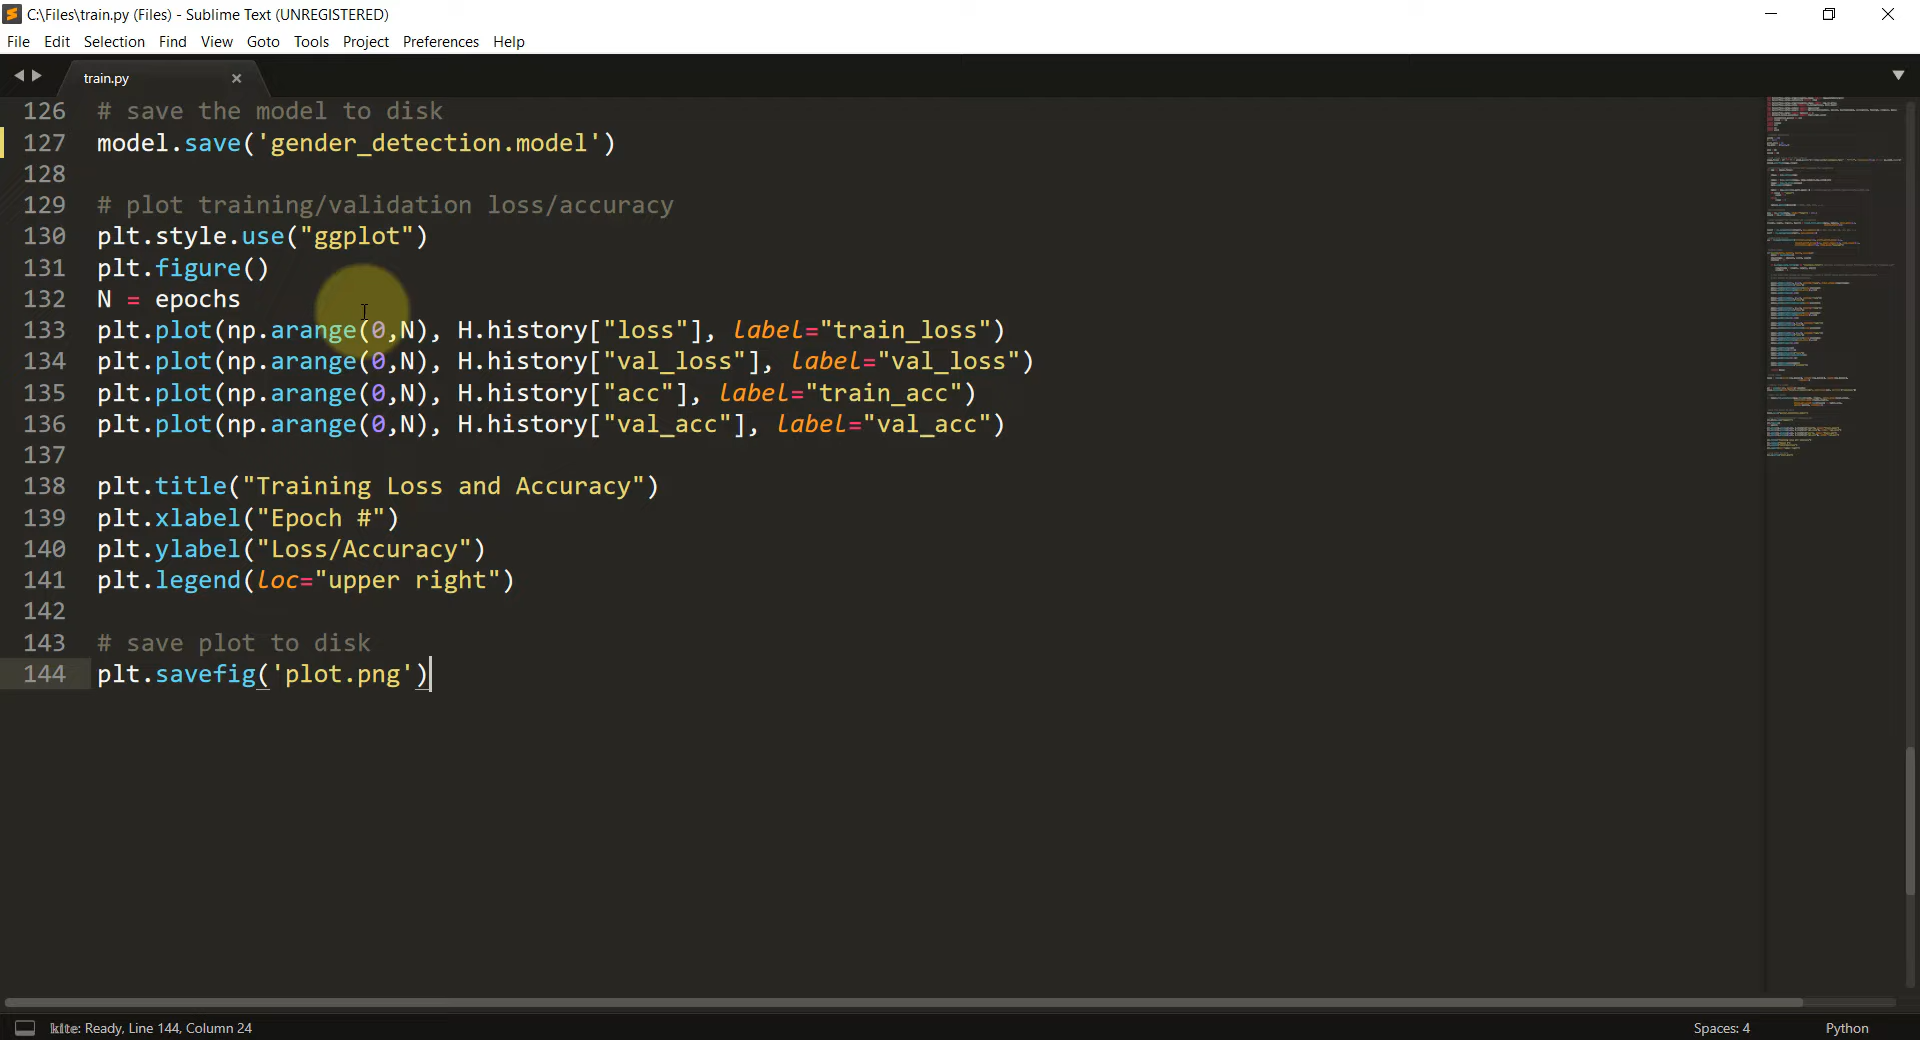 C:\Files\train.py (Files) - Sublime Text (UNREGISTERED)
File Edit Selection Find View Goto Tools Project Preferences Help
train.py
126 # save the model to disk
127 model.save('gender_detection.model')
128
129 # plot training/validation loss/accuracy
130 plt.style.use("ggplot")
131 plt.figure()
132 N = epochs
133 plt.plot(np.arange(0,N), H.history["loss"], label="train_loss")
134 plt.plot(np.arange(0,N), H.history["val_loss"], label="val_loss")
135 plt.plot(np.arange(0,N), H.history["acc"], label="train_acc")
136 plt.plot(np.arange(0,N), H.history["val_acc"], label="val_acc")
137
138 plt.title("Training Loss and Accuracy")
139 plt.xlabel("Epoch #")
140 plt.ylabel("Loss/Accuracy")
141 plt.legend(loc="upper right")
142
143 # save plot to disk
144 plt.savefig('plot.png')
kite: Ready, Line 144, Column 24 Spaces: 4 Python